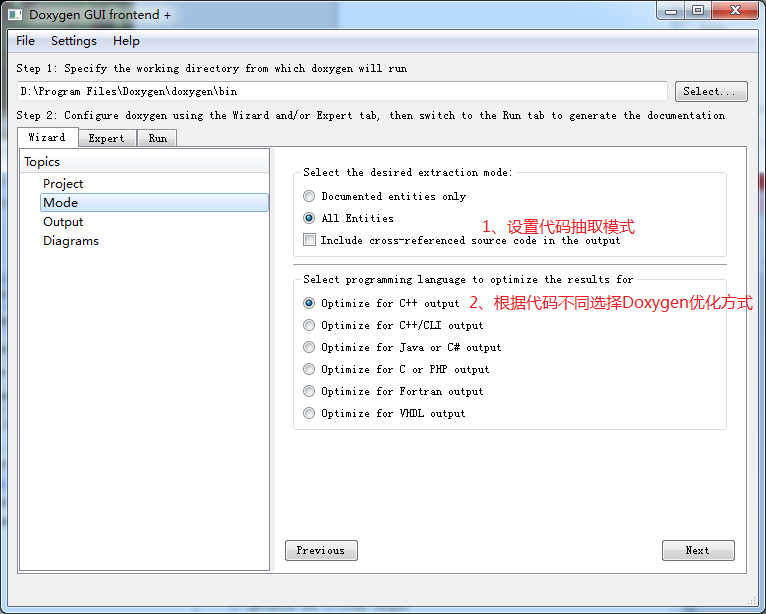 Doxygen GUI frontend +
File Settings Help
Step 1: Specify the working directory from which doxygen will run
D:\Program Files\Doxygen\doxygen\bin
Select...
Step 2: Configure doxygen using the Wizard and/or Expert tab, then switch to the Run tab to generate the documentation
Wizard Expert Run
Topics
Project
Mode
Output
Diagrams
Select the desired extraction mode:
Documented entities only
All Entities
1、设置代码抽取模式
Include cross-referenced source code in the output
Select programming language to optimize the results for
Optimize for C++ output
2、根据代码不同选择Doxygen优化方式
Optimize for C++/CLI output
Optimize for Java or C# output
Optimize for C or PHP output
Optimize for Fortran output
Optimize for VHDL output
Previous
Next